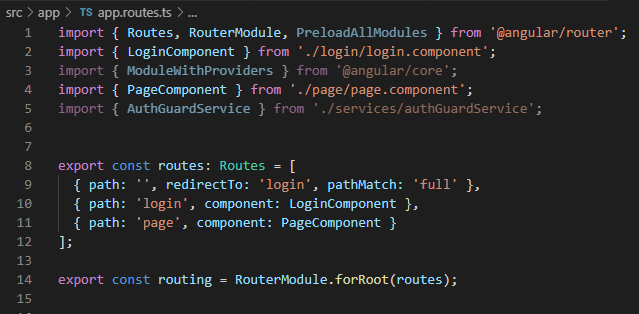 src > app > TS app.routes.ts > ...
1 import { Routes, RouterModule, PreloadAllModules } from '@angular/router';
2 import { LoginComponent } from './login/login.component';
3 import { ModuleWithProviders } from '@angular/core';
4 import { PageComponent } from './page/page.component';
5 import { AuthGuardService } from './services/authGuardService';
6
7
8 export const routes: Routes = [
9 { path: '', redirectTo: 'login', pathMatch: 'full' },
10 { path: 'login', component: LoginComponent },
11 { path: 'page', component: PageComponent }
12 ];
13
14 export const routing = RouterModule.forRoot(routes);
15